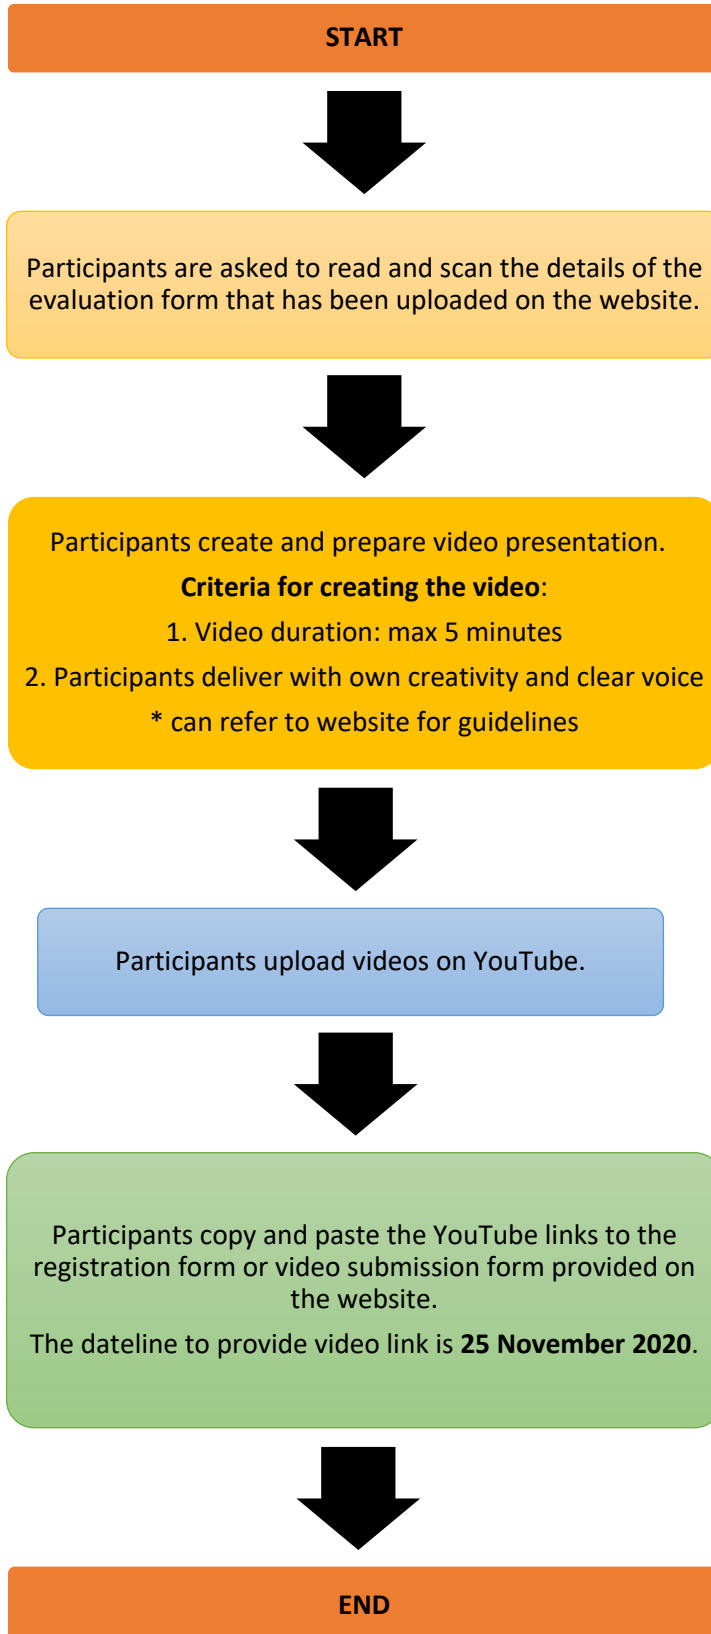 START
Participants are asked to read and scan the details of the
evaluation form that has been uploaded on the website.
Participants create and prepare video presentation.
Criteria for creating the video:
1. Video duration: max 5 minutes
2. Participants deliver with own creativity and clear voice
* can refer to website for guidelines
Participants upload videos on YouTube.
Participants copy and paste the YouTube links to the
registration form or video submission form provided on
the website.
The dateline to provide video link is 25 November 2020.
END